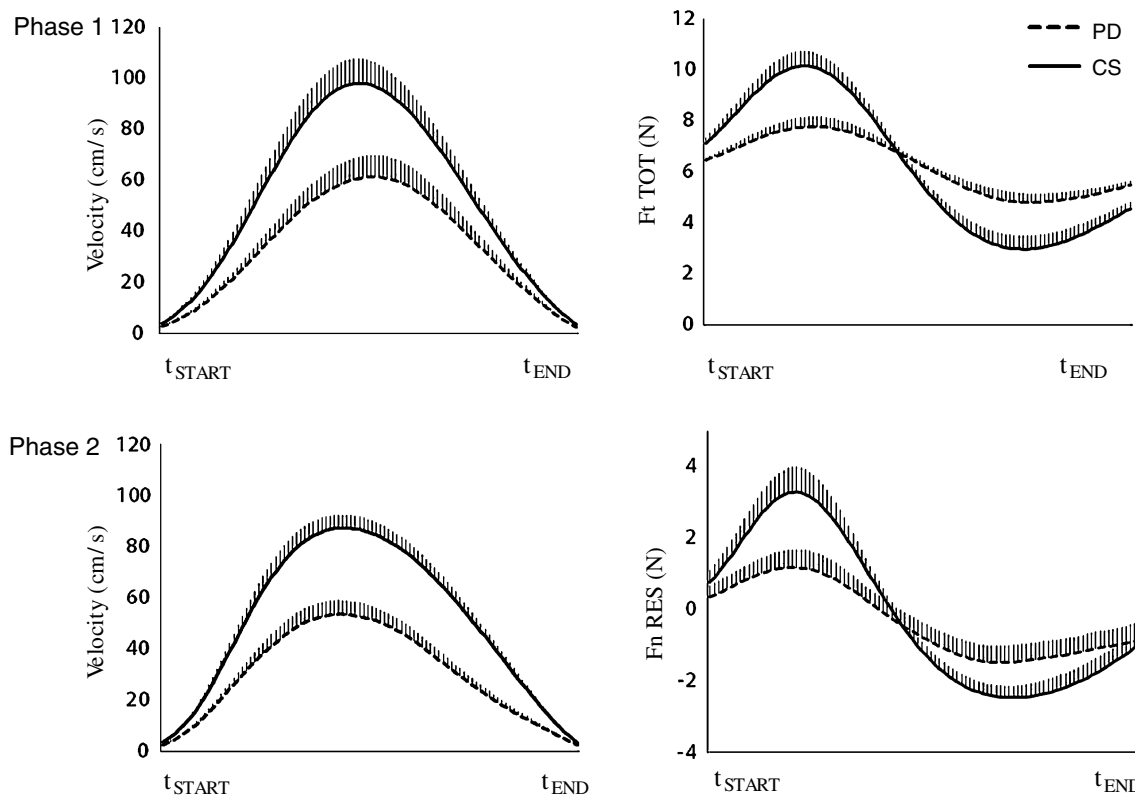 Phase 1
Velocity (cm/s)
120
100
80
60
40
20
0
tSTART
tEND
Ft TOT (N)
12
10
8
6
4
2
0
tSTART
tEND
PD
CS
Phase 2
Velocity (cm/s)
120
100
80
60
40
20
0
tSTART
tEND
Fn RES (N)
4
2
0
-2
-4
tSTART
tEND